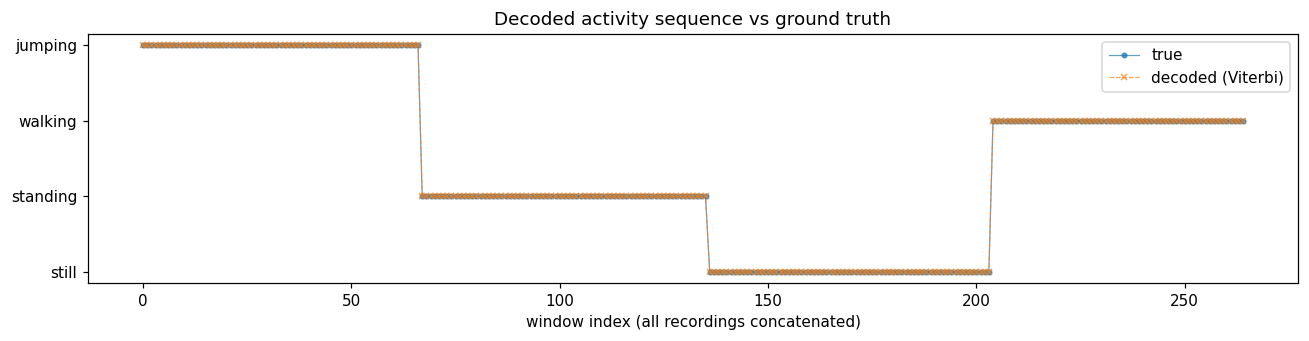 Decoded activity sequence vs ground truth
jumping
walking
standing
still
true
decoded (Viterbi)
0
50
100
150
200
250
window index (all recordings concatenated)